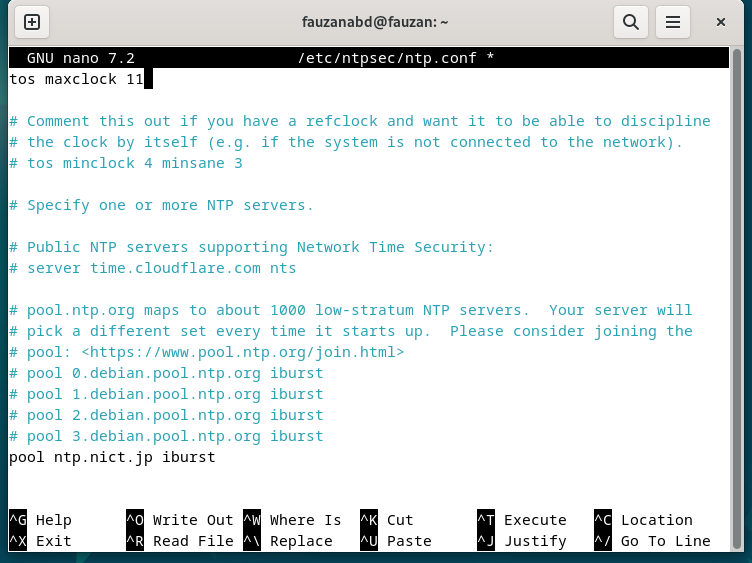 fauzanabd@fauzan: ~
GNU nano 7.2 /etc/ntpsec/ntp.conf *
tos maxclock 11
# Comment this out if you have a refclock and want it to be able to discipline
# the clock by itself (e.g. if the system is not connected to the network).
# tos minclock 4 minsane 3
# Specify one or more NTP servers.
# Public NTP servers supporting Network Time Security:
# server time.cloudflare.com nts
# pool.ntp.org maps to about 1000 low-stratum NTP servers.  Your server will
# pick a different set every time it starts up.  Please consider joining the
# pool: <https://www.pool.ntp.org/join.html>
# pool 0.debian.pool.ntp.org iburst
# pool 1.debian.pool.ntp.org iburst
# pool 2.debian.pool.ntp.org iburst
# pool 3.debian.pool.ntp.org iburst
pool ntp.nict.jp iburst
^G Help ^O Write Out ^W Where Is ^K Cut ^T Execute ^C Location
^X Exit ^R Read File ^\ Replace ^U Paste ^J Justify ^/ Go To Line